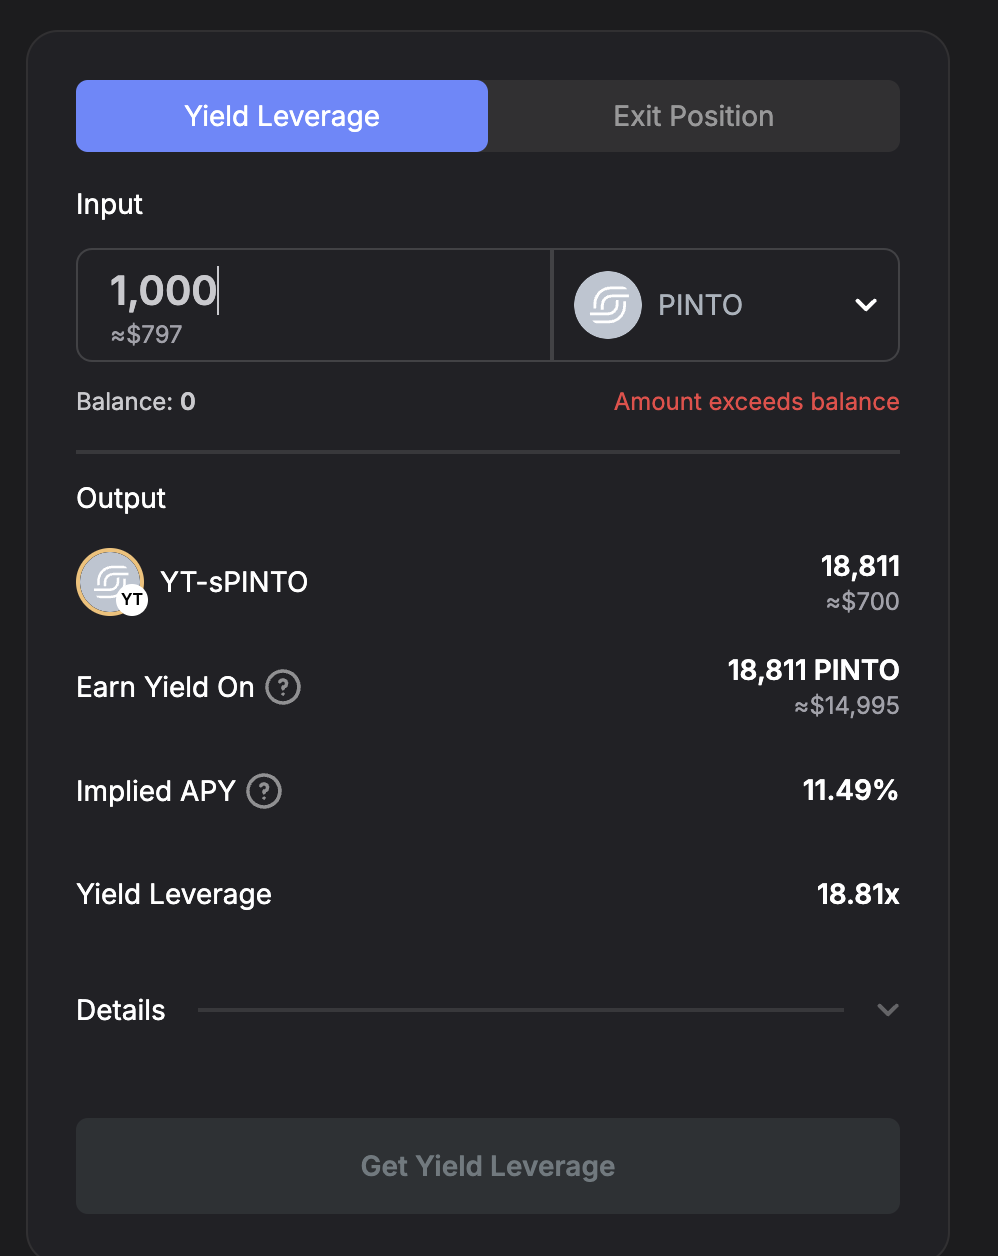 Yield Leverage
Exit Position
Input
1,000
≈$797
PINTO
Balance: 0
Amount exceeds balance
Output
YT
YT-sPINTO
18,811
≈$700
Earn Yield On ?
18,811 PINTO
≈$14,995
Implied APY ?
11.49%
Yield Leverage
18.81x
Details
Get Yield Leverage